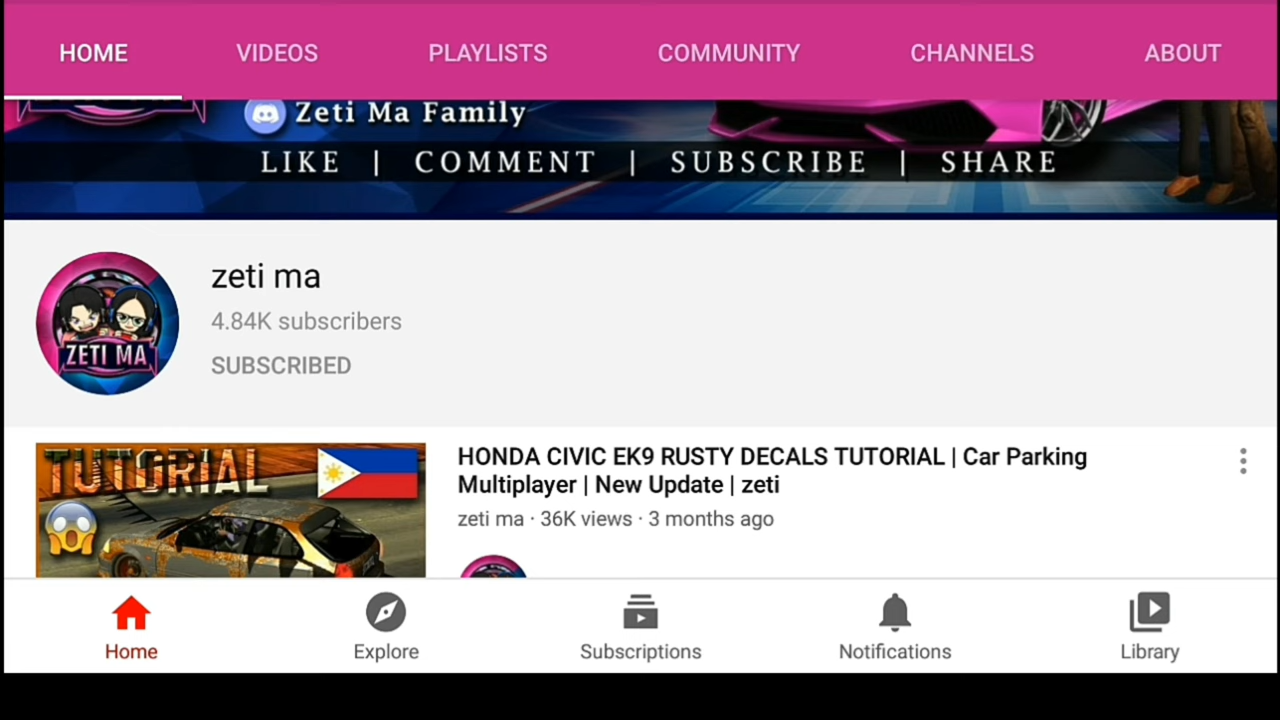 HOME VIDEOS PLAYLISTS COMMUNITY CHANNELS ABOUT
Zeti Ma Family
LIKE | COMMENT | SUBSCRIBE | SHARE
zeti ma
4.84K subscribers
SUBSCRIBED
ZETI MA
TUTORIAL
HONDA CIVIC EK9 RUSTY DECALS TUTORIAL | Car Parking
Multiplayer | New Update | zeti
zeti ma · 36K views · 3 months ago
Home Explore Subscriptions Notifications Library